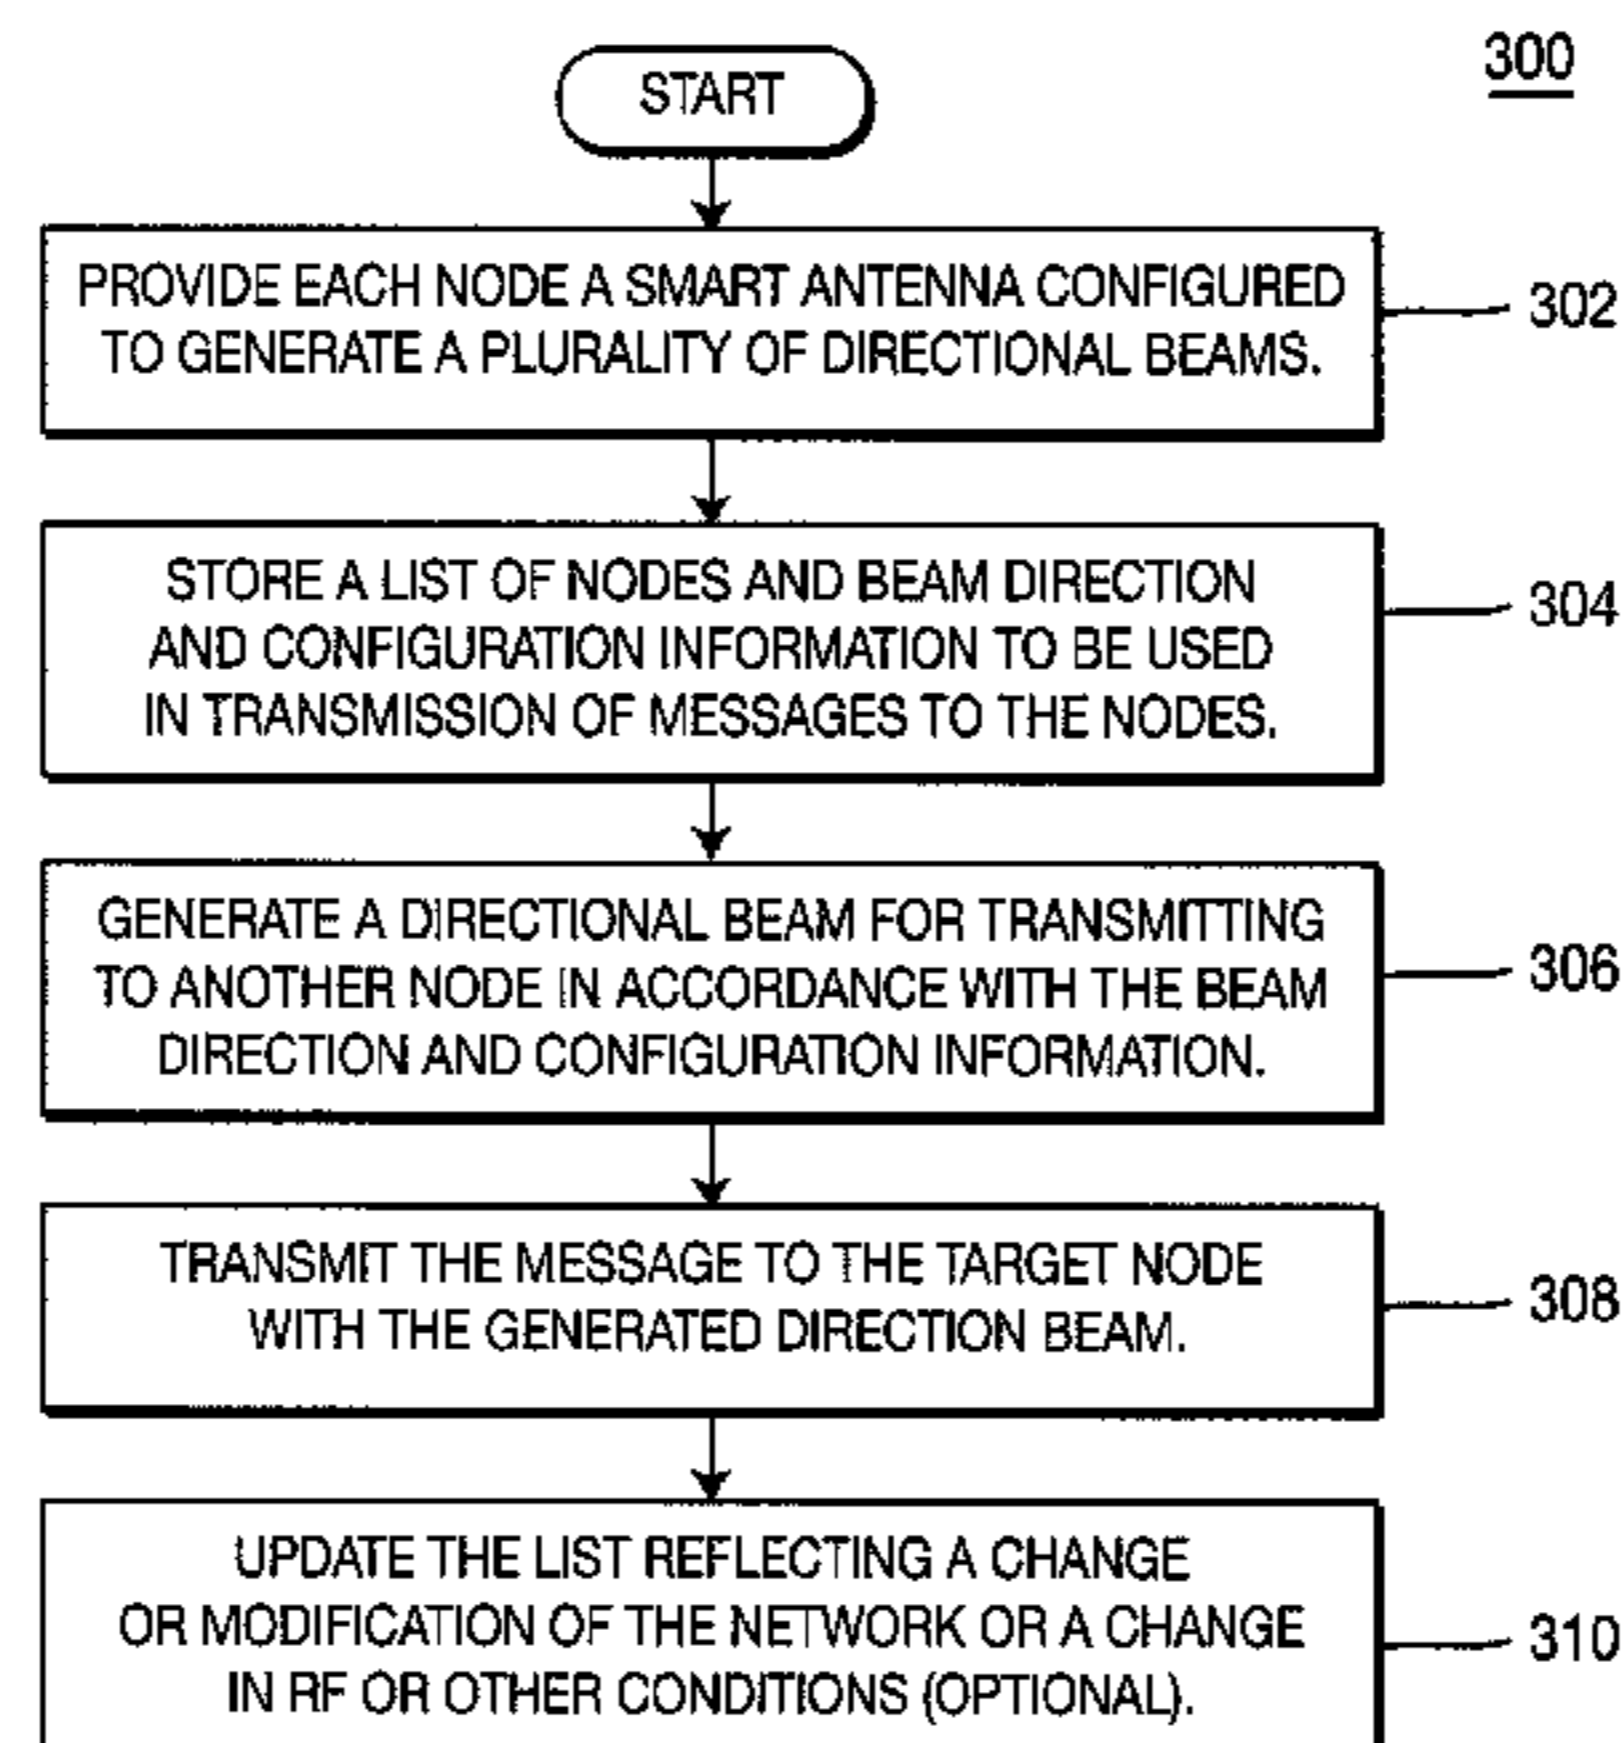 300
START
PROVIDE EACH NODE A SMART ANTENNA CONFIGURED
TO GENERATE A PLURALITY OF DIRECTIONAL BEAMS.
302
STORE A LIST OF NODES AND BEAM DIRECTION
AND CONFIGURATION INFORMATION TO BE USED
IN TRANSMISSION OF MESSAGES TO THE NODES.
304
GENERATE A DIRECTIONAL BEAM FOR TRANSMITTING
TO ANOTHER NODE IN ACCORDANCE WITH THE BEAM
DIRECTION AND CONFIGURATION INFORMATION.
306
TRANSMIT THE MESSAGE TO THE TARGET NODE
WITH THE GENERATED DIRECTION BEAM.
308
UPDATE THE LIST REFLECTING A CHANGE
OR MODIFICATION OF THE NETWORK OR A CHANGE
IN RF OR OTHER CONDITIONS (OPTIONAL).
310